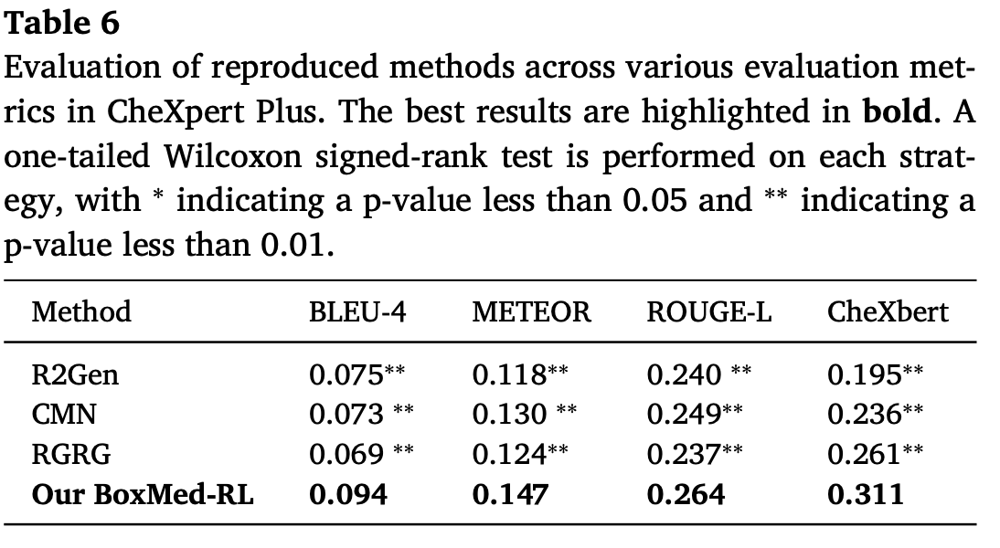 Table 6
Evaluation of reproduced methods across various evaluation met-
rics in CheXpert Plus. The best results are highlighted in bold. A
one-tailed Wilcoxon signed-rank test is performed on each strat-
egy, with * indicating a p-value less than 0.05 and ** indicating a
p-value less than 0.01.
Method BLEU-4 METEOR ROUGE-L CheXbert
R2Gen 0.075** 0.118** 0.240 ** 0.195**
CMN 0.073 ** 0.130 ** 0.249** 0.236**
RGRG 0.069 ** 0.124** 0.237** 0.261**
Our BoxMed-RL 0.094 0.147 0.264 0.311